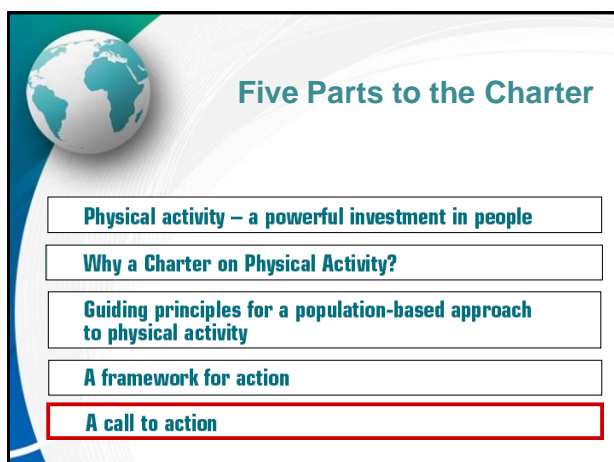 Five Parts to the Charter
Physical activity – a powerful investment in people
Why a Charter on Physical Activity?
Guiding principles for a population-based approach
to physical activity
A framework for action
A call to action